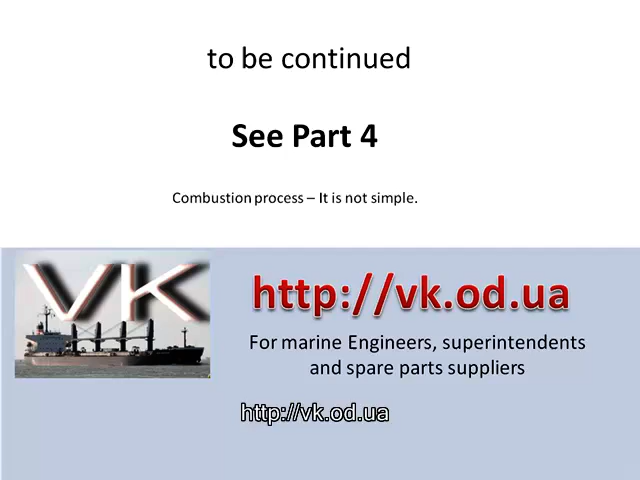 to be continued
See Part 4
Combustion process – It is not simple.
VK
http://vk.od.ua
For marine Engineers, superintendents
and spare parts suppliers
http://vk.od.ua